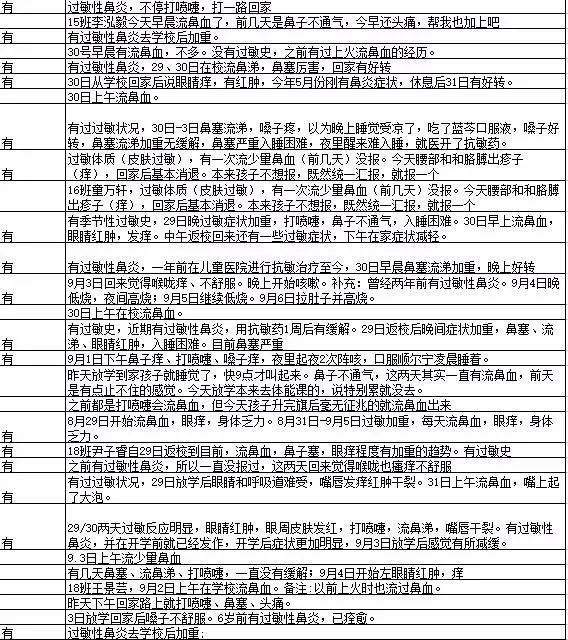 有 过敏性鼻炎，不停打喷嚏，打一路回家
15班李泓毅今天早晨流鼻血了，前几天是鼻子不通气，今早还头痛，帮我也加上吧
有 有过敏性鼻炎去学校后加重。
30号早晨有流鼻血，不多。没有过敏史，之前有过上火流鼻血的经历。
有 有过敏性鼻炎，29、30日在校流鼻涕，鼻塞厉害，回家有好转
有 30日从学校回家后说眼睛痒，有红肿，今年5月份刚有鼻炎症状，休息后31日有好转。
30日上午流鼻血。
有过过敏状况，30日-3日鼻塞流涕，嗓子疼，以为晚上睡觉受凉了，吃了蓝芩口服液，嗓子好
有 转，鼻塞流涕加重无缓解，鼻塞严重入睡困难，夜里醒来难入睡，就医开了抗敏药。
过敏体质（皮肤过敏），有一次流少量鼻血（前几天）没报。今天腰部和和胳膊出疹子
有 （痒），回家后基本消退。本来孩子不想报，既然统一汇报，就报一个
16班童万轩，过敏体质（皮肤过敏），有一次流少量鼻血（前几天）没报。今天腰部和和胳膊
有 出疹子（痒），回家后基本消退。本来孩子不想报，既然统一汇报，就报一个
有季节性过敏史，29日晚过敏症状加重，打喷嚏，鼻子不通气，入睡困难。30日早上流鼻血，
有 眼睛红肿，发痒。中午返校回来还有一些过敏症状，下午在家症状减轻。
有 有过敏性鼻炎，一年前在儿童医院进行抗敏治疗至今，30日早晨鼻塞流涕加重，晚上好转
9月3日回来觉得喉咙痒、不舒服。晚上开始咳嗽。补充：曾经两年前有过敏性鼻炎。9月4日晚
有 低烧，夜间高烧；9月5日继续低烧。9月6日拉肚子并高烧。
30日上午在校流鼻血。
有过敏史，近期有过敏性鼻炎，用抗敏药1周后有缓解。29日返校后晚间症状加重，鼻塞、流
有 涕、眼睛红肿，入睡困难。目前鼻塞严重
有 9月1日下午鼻子痒、打喷嚏、嗓子痒，夜里起夜2次阵咳，口服顺尔宁凌晨睡着。
昨天放学到家孩子就睡觉了，快9点才叫起来。鼻子不通气，这两天其实一直有流鼻血，前天
是有点止不住的感觉。今天放学本来去体能课的，说特别累就没去。
之前都是打喷嚏会流鼻血，但今天孩子升完旗后毫无征兆的就流鼻血出来
8月29日开始流鼻血，眼痒，身体乏力。8月31日-9月5日过敏加重，每天流鼻血，眼痒，身体
有 乏力。
有 18班尹子睿自29日返校到目前，流鼻血，鼻子塞，眼痒程度有加重的趋势。有过敏史
有 之前有过敏性鼻炎，所以一直没报过，这两天回来觉得喉咙也瘙痒不舒服
有过过敏状况，29日放学后眼睛和呼吸道难受，嘴唇发痒红肿干裂。31日上午流鼻血，嘴上起
有 了大泡。
29/30两天过敏反应明显，眼睛红肿，眼周皮肤发红，打喷嚏，流鼻涕，嘴唇干裂。有过敏性
有 鼻炎，并在开学前就已经发作，开学后症状更加明显，9月3日放学后感觉有所减缓。
9.3日上午流少量鼻血
有几天鼻塞、流鼻涕、打喷嚏，一直没有缓解；9月4日开始左眼睛红肿，痒
18班王景芸，9月2日上午在学校流鼻血。备注:以前上火时也流过鼻血。
昨天下午回家路上就打喷嚏、鼻塞、头痛。
3日放学回家后嗓子不舒服。6岁前有过敏性鼻炎，已痊愈。
有 过敏性鼻炎去学校后加重；